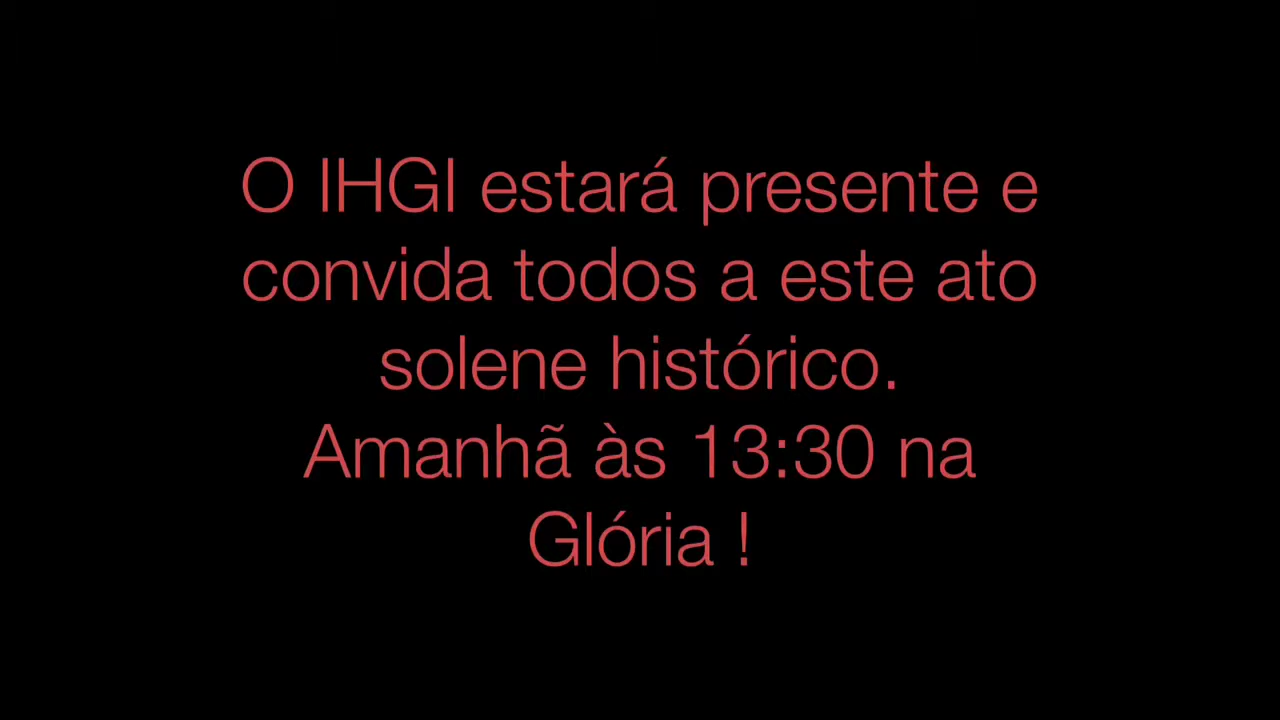 O IHGI estará presente e
convida todos a este ato
solene histórico.
Amanhã às 13:30 na
Glória !